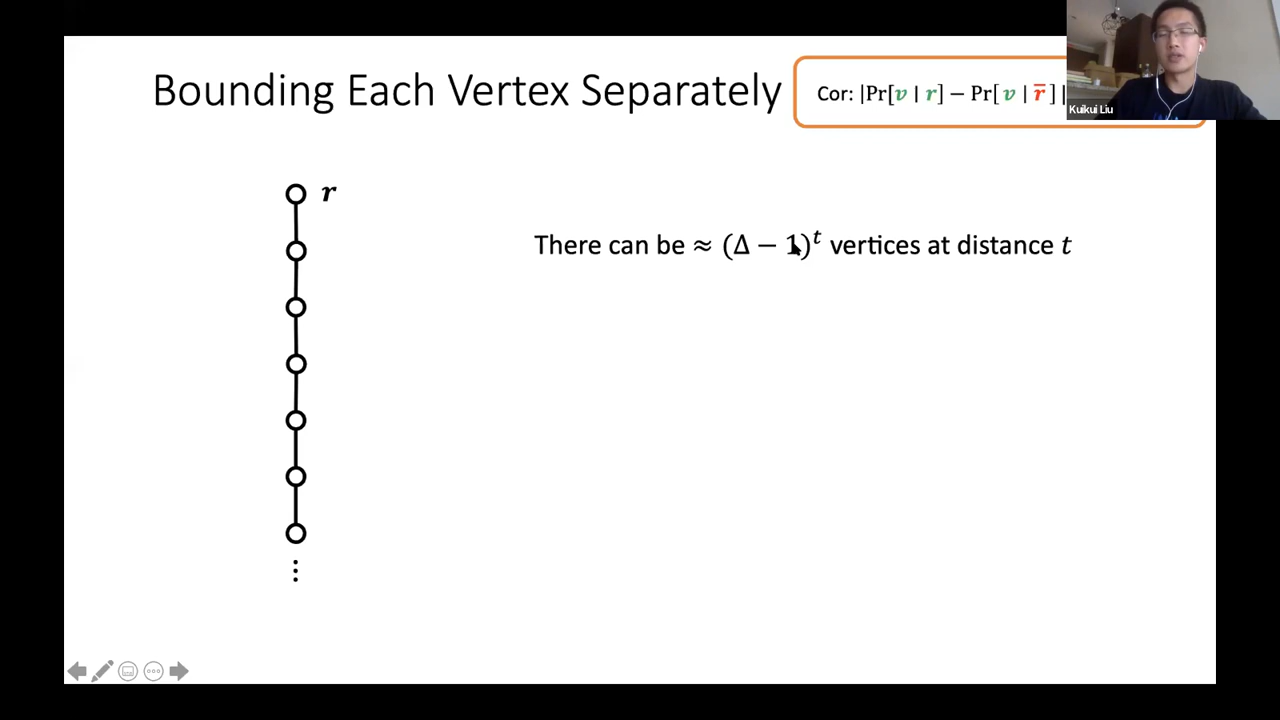 Bounding Each Vertex Separately
Cor: |Pr[v | r] − Pr[ v | r̅ ] |
Kuikui Liu
r
There can be ≈ (Δ − 1)ᵗ vertices at distance t
⋮